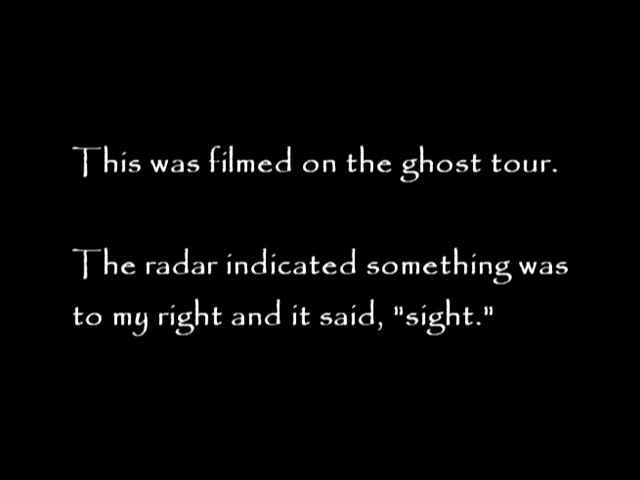 This was filmed on the ghost tour.
The radar indicated something was
to my right and it said, "sight."